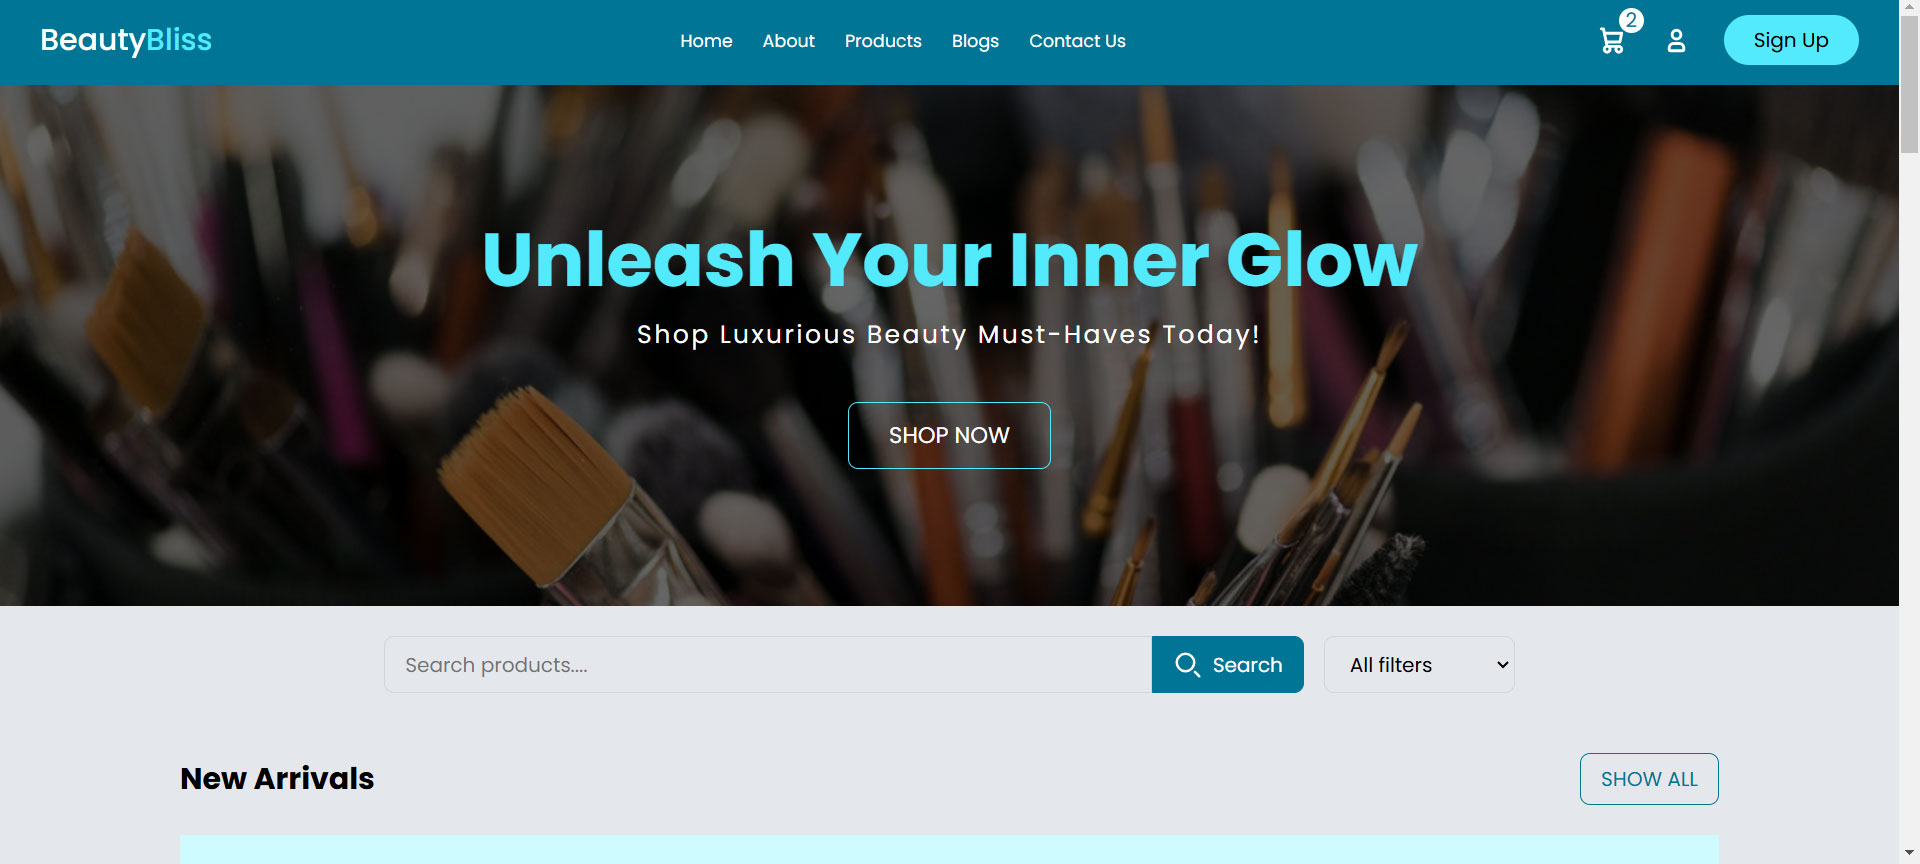 BeautyBliss
Home About Products Blogs Contact Us
2
Sign Up
Unleash Your Inner Glow
Shop Luxurious Beauty Must-Haves Today!
SHOP NOW
Search products....
Search
All filters
New Arrivals
SHOW ALL